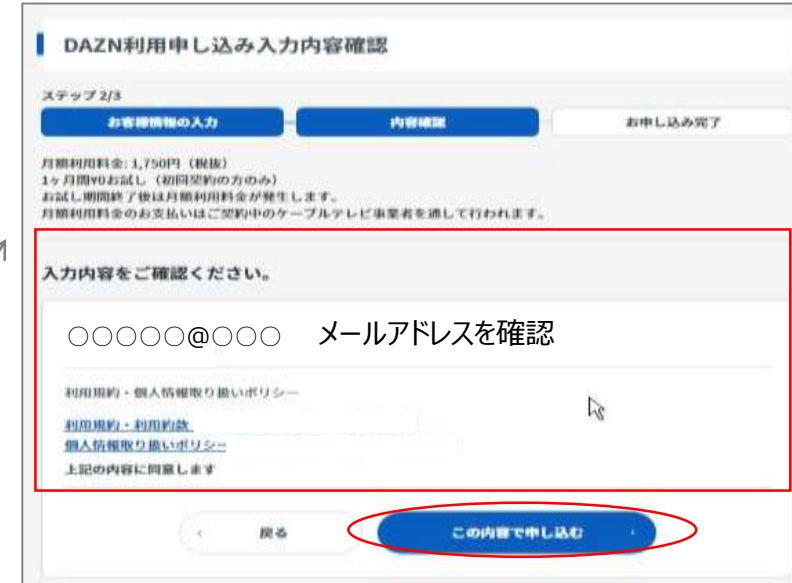 DAZN利用申し込み入力内容確認
ステップ 2/3
お客様情報の入力
内容確認
お申し込み完了
月額利用料金: 1,750円（税抜）
1ヶ月間¥0お試し（初回契約の方のみ）
お試し期間終了後は月額利用料金が発生します。
月額利用料金のお支払いはご契約中のケーブルテレビ事業者を通して行われます。
入力内容をご確認ください。
○○○○○@○○○ メールアドレスを確認
利用規約・個人情報取り扱いポリシー
利用規約・利用約款
個人情報取り扱いポリシー
上記の内容に同意します
戻る
この内容で申し込む